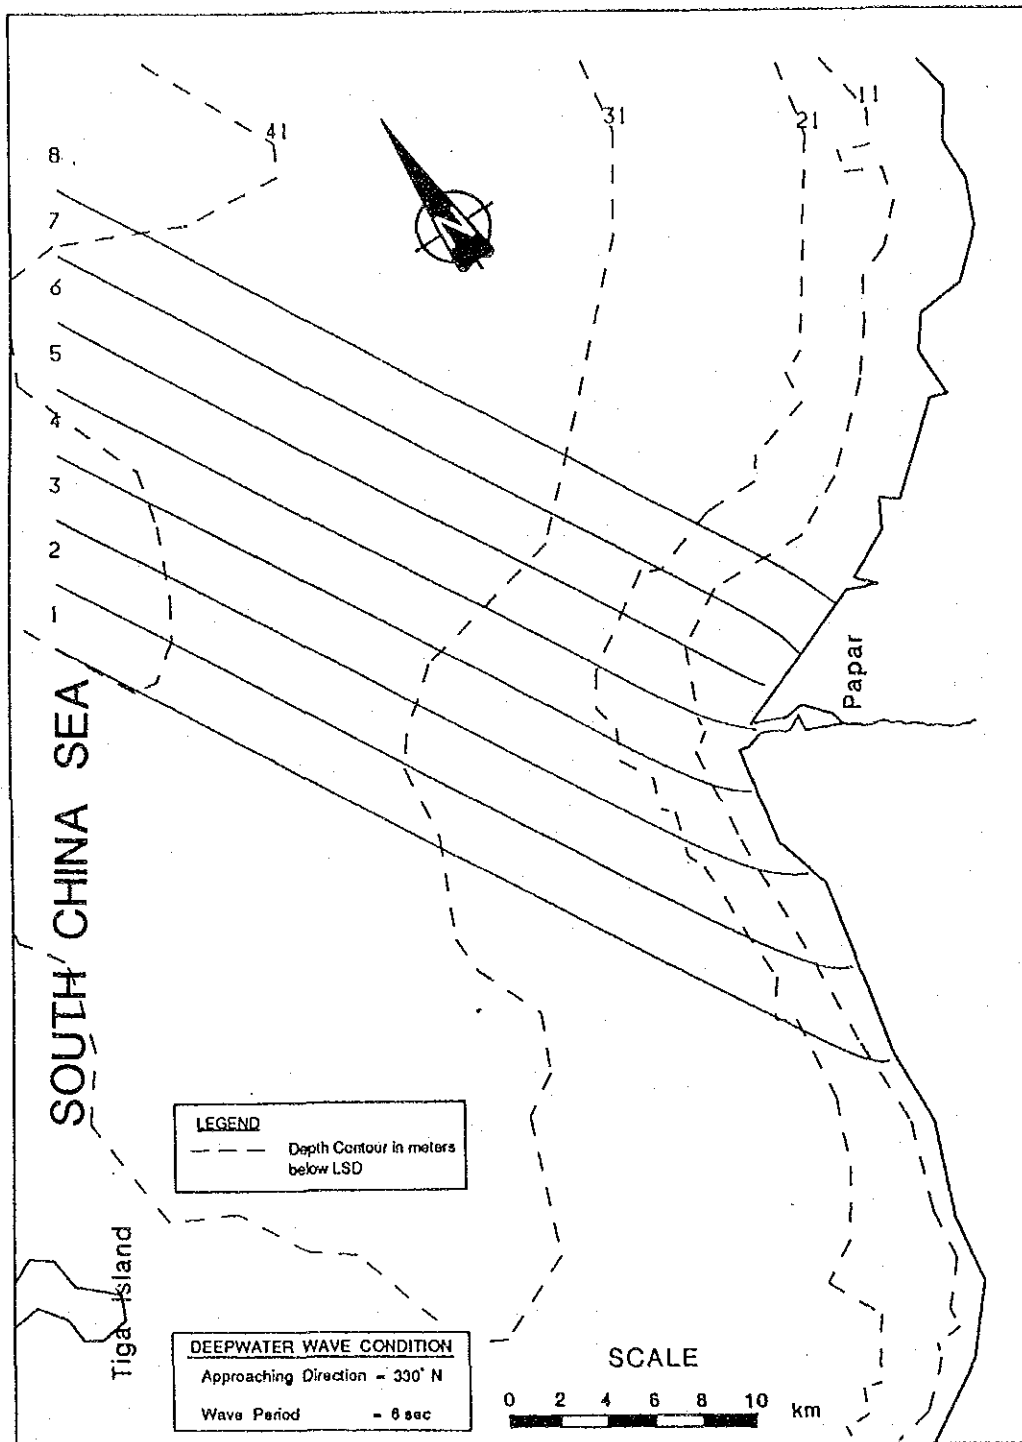 41
31
21
11
8
7
6
5
4
3
2
1
N
SOUTH CHINA SEA
Papar
LEGEND
Depth Contour in meters
below LSD
Tiga Island
DEEPWATER WAVE CONDITION
Approaching Direction = 330° N
Wave Period = 6 sec
SCALE
0 2 4 6 8 10 km